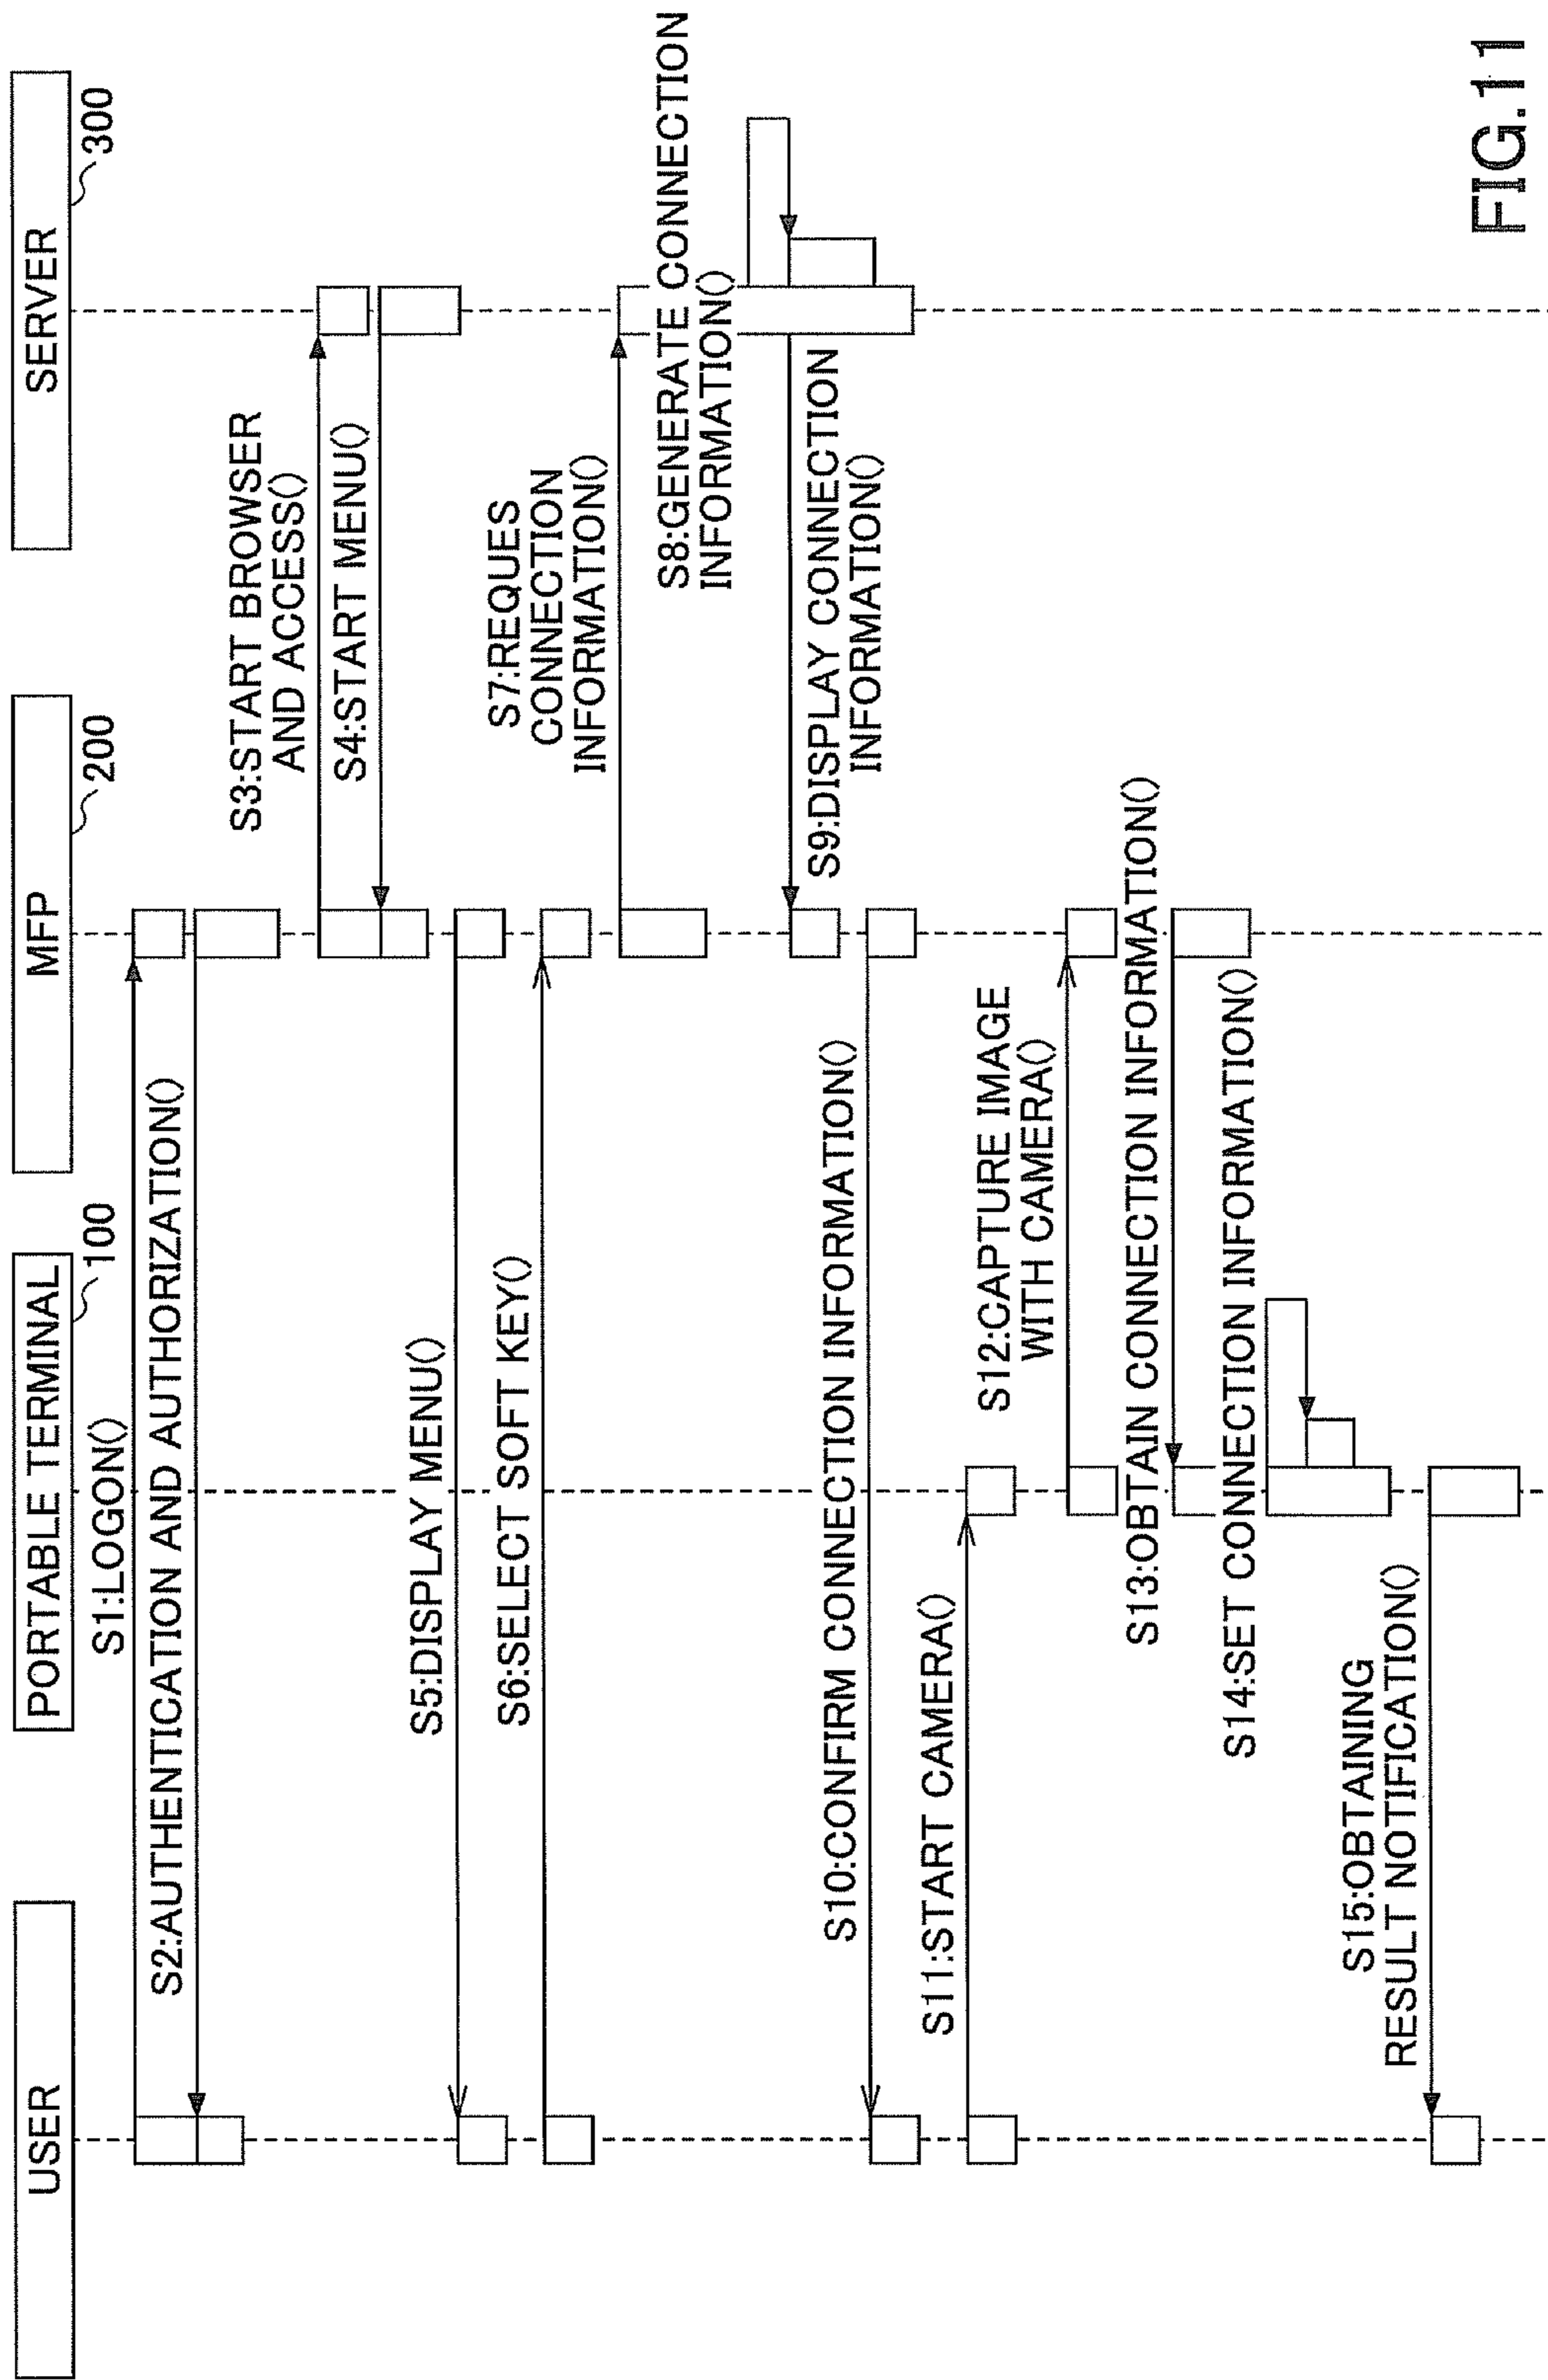 USER
PORTABLE TERMINAL
100
MFP
200
SERVER
300
S1:LOGON()
S2:AUTHENTICATION AND AUTHORIZATION()
S3:START BROWSER
AND ACCESS()
S4:START MENU()
S5:DISPLAY MENU()
S6:SELECT SOFT KEY()
S7:REQUES
CONNECTION
INFORMATION()
S8:GENERATE CONNECTION
INFORMATION()
S9:DISPLAY CONNECTION
INFORMATION()
S10:CONFIRM CONNECTION INFORMATION()
S11:START CAMERA()
S12:CAPTURE IMAGE
WITH CAMERA()
S13:OBTAIN CONNECTION INFORMATION()
S14:SET CONNECTION INFORMATION()
S15:OBTAINING
RESULT NOTIFICATION()
FIG.11